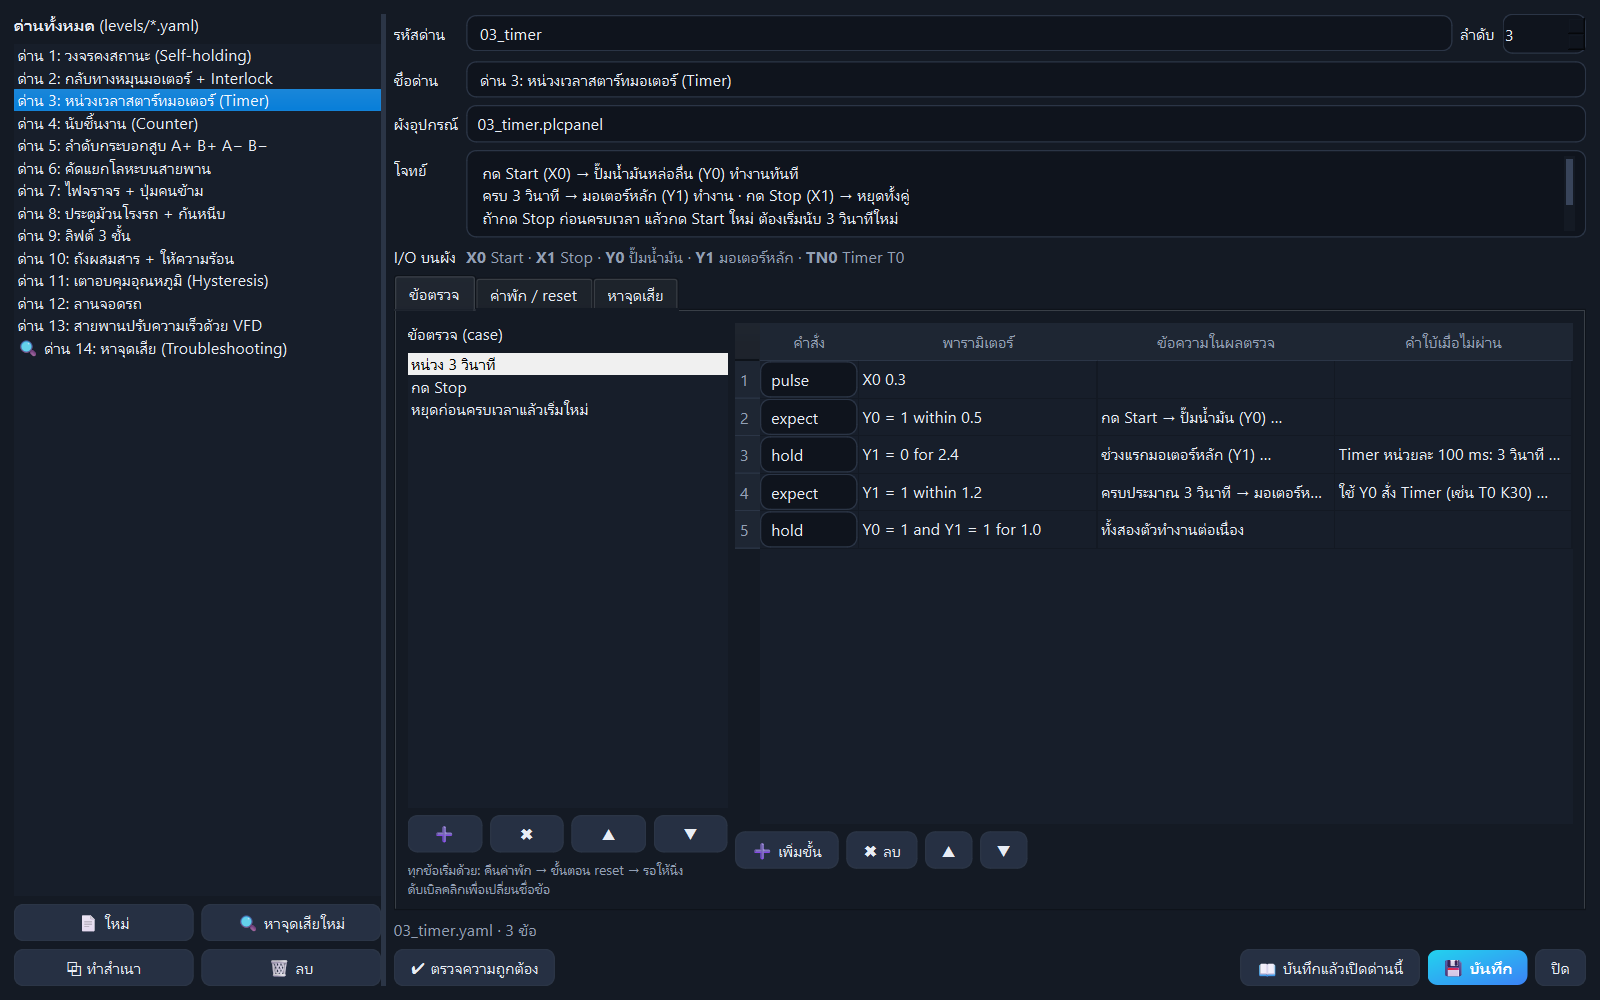 ด่านทั้งหมด (levels/*.yaml)
ด่าน 1: วงจรคงสถานะ (Self-holding)
ด่าน 2: กลับทางหมุนมอเตอร์ + Interlock
ด่าน 3: หน่วงเวลาสตาร์ทมอเตอร์ (Timer)
ด่าน 4: นับชิ้นงาน (Counter)
ด่าน 5: ลำดับกระบอกสูบ A+ B+ A− B−
ด่าน 6: คัดแยกโลหะบนสายพาน
ด่าน 7: ไฟจราจร + ปุ่มคนข้าม
ด่าน 8: ประตูม้วนโรงรถ + กันหนีบ
ด่าน 9: ลิฟต์ 3 ชั้น
ด่าน 10: ถังผสมสาร + ให้ความร้อน
ด่าน 11: เตาอบคุมอุณหภูมิ (Hysteresis)
ด่าน 12: ลานจอดรถ
ด่าน 13: สายพานปรับความเร็วด้วย VFD
ด่าน 14: หาจุดเสีย (Troubleshooting)
ใหม่
หาจุดเสียใหม่
ทำสำเนา
ลบ
รหัสด่าน 03_timer ลำดับ 3
ชื่อด่าน ด่าน 3: หน่วงเวลาสตาร์ทมอเตอร์ (Timer)
ผังอุปกรณ์ 03_timer.plcpanel
โจทย์ กด Start (X0) → ปั๊มน้ำมันหล่อลื่น (Y0) ทำงานทันที
ครบ 3 วินาที → มอเตอร์หลัก (Y1) ทำงาน · กด Stop (X1) → หยุดทั้งคู่
ถ้ากด Stop ก่อนครบเวลา แล้วกด Start ใหม่ ต้องเริ่มนับ 3 วินาทีใหม่
I/O บนผัง X0 Start · X1 Stop · Y0 ปั๊มน้ำมัน · Y1 มอเตอร์หลัก · TN0 Timer T0
ข้อตรวจ ค่าพัก / reset หาจุดเสีย
ข้อตรวจ (case)
หน่วง 3 วินาที
กด Stop
หยุดก่อนครบเวลาแล้วเริ่มใหม่
ทุกข้อเริ่มด้วย: คืนค่าพัก → ขั้นตอน reset → รอให้นิ่ง
ดับเบิลคลิกเพื่อเปลี่ยนชื่อข้อ
คำสั่ง พารามิเตอร์ ข้อความในผลตรวจ คำใบ้เมื่อไม่ผ่าน
1 pulse X0 0.3
2 expect Y0 = 1 within 0.5 กด Start → ปั๊มน้ำมัน (Y0) ...
3 hold Y1 = 0 for 2.4 ช่วงแรกมอเตอร์หลัก (Y1) ... Timer หน่วยละ 100 ms: 3 วินาที ...
4 expect Y1 = 1 within 1.2 ครบประมาณ 3 วินาที → มอเตอร์ห... ใช้ Y0 สั่ง Timer (เช่น T0 K30) ...
5 hold Y0 = 1 and Y1 = 1 for 1.0 ทั้งสองตัวทำงานต่อเนื่อง
เพิ่มขั้น ลบ
03_timer.yaml · 3 ข้อ
ตรวจความถูกต้อง
บันทึกแล้วเปิดด่านนี้ บันทึก ปิด